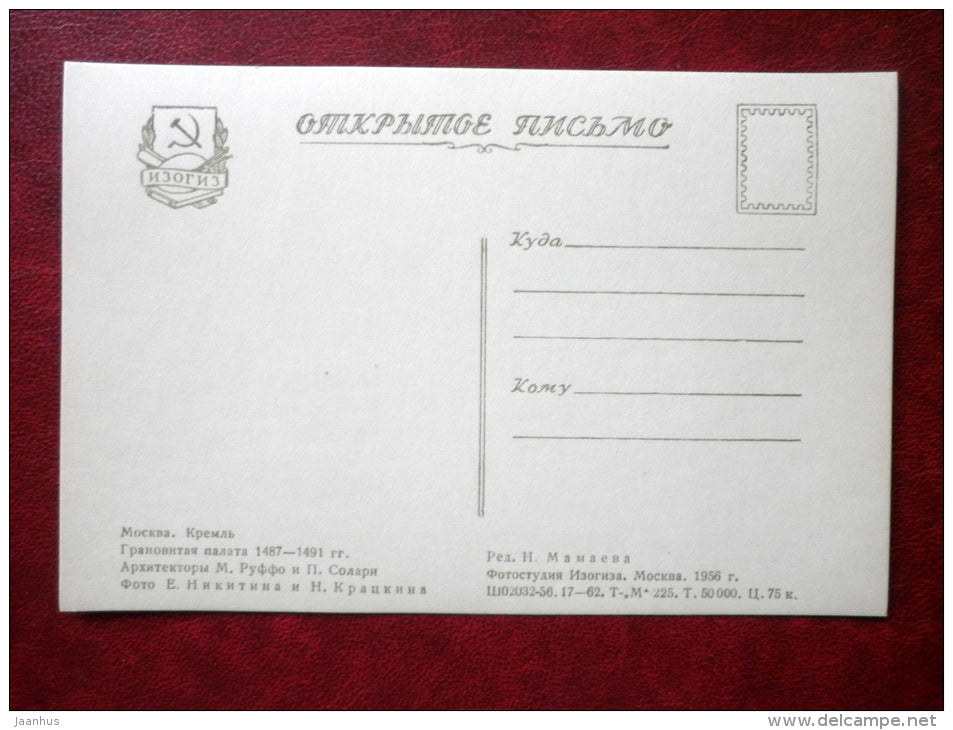 ОТКРЫТОЕ ПИСЬМО
ИЗОГИЗ
Куда
Кому
Москва. Кремль
Грановитая палата 1487—1491 гг.
Архитекторы М. Руффо и П. Солари
Фото Е. Никитина и Н. Крацкина
Ред. Н. Мамаева
Фотостудия Изогиза. Москва. 1956 г.
Ш02032-56. 17—62. Т-„М“ 225. Т. 50 000. Ц. 75 к.
jaanhus
www.delcampe.net